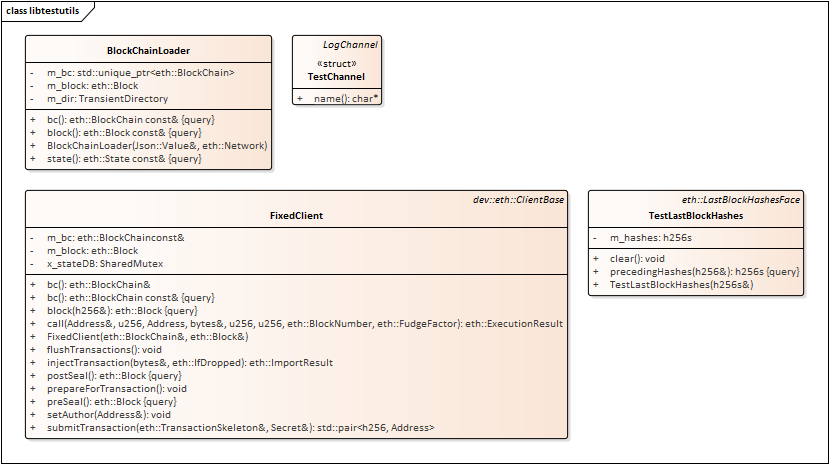 class libtestutils
BlockChainLoader
- m_bc: std::unique_ptr<eth::BlockChain>
- m_block: eth::Block
- m_dir: TransientDirectory
+ bc(): eth::BlockChain const& {query}
+ block(): eth::Block const& {query}
+ BlockChainLoader(Json::Value&, eth::Network)
+ state(): eth::State const& {query}
LogChannel
«struct»
TestChannel
+ name(): char*
dev::eth::ClientBase
FixedClient
- m_bc: eth::BlockChainconst&
- m_block: eth::Block
- x_stateDB: SharedMutex
+ bc(): eth::BlockChain&
+ bc(): eth::BlockChain const& {query}
+ block(h256&): eth::Block {query}
+ call(Address&, u256, Address, bytes&, u256, u256, eth::BlockNumber, eth::FudgeFactor): eth::ExecutionResult
+ FixedClient(eth::BlockChain&, eth::Block&)
+ flushTransactions(): void
+ injectTransaction(bytes&, eth::IfDropped): eth::ImportResult
+ postSeal(): eth::Block {query}
+ prepareForTransaction(): void
+ preSeal(): eth::Block {query}
+ setAuthor(Address&): void
+ submitTransaction(eth::TransactionSkeleton&, Secret&): std::pair<h256, Address>
eth::LastBlockHashesFace
TestLastBlockHashes
- m_hashes: h256s
+ clear(): void
+ precedingHashes(h256&): h256s {query}
+ TestLastBlockHashes(h256s&)